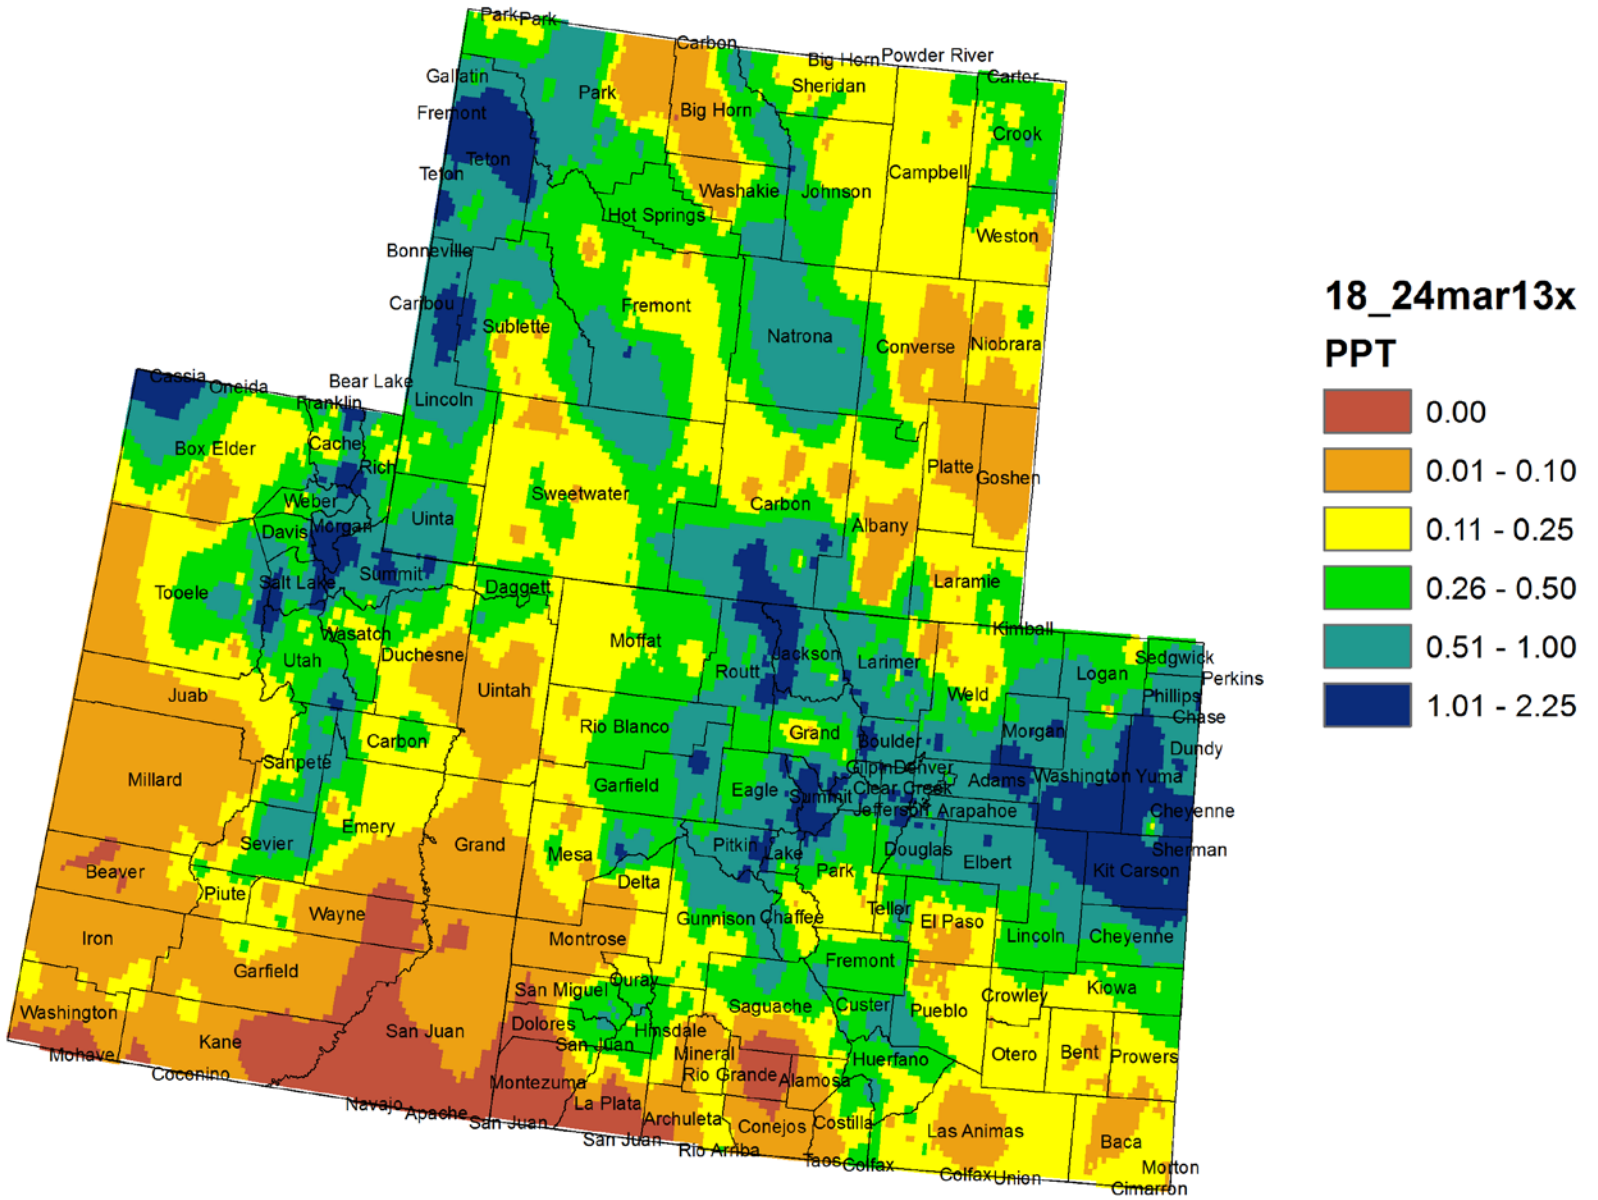 Park
Park
Carbon
Big Horn
Powder River
Gallatin
Park
Sheridan
Carter
Fremont
Big Horn
Crook
Teton
Teton
Washakie
Johnson
Campbell
Hot Springs
Weston
Bonneville
Caribou
Sublette
Fremont
Natrona
Converse
Niobrara
Cassia
Oneida
Bear Lake
Franklin
Lincoln
Box Elder
Cache
Rich
Sweetwater
Carbon
Platte
Goshen
Weber
Uinta
Albany
Davis
Morgan
Salt Lake
Summit
Daggett
Laramie
Tooele
Wasatch
Kimball
Utah
Duchesne
Moffat
Jackson
Larimer
Logan
Sedgwick
Perkins
Juab
Uintah
Routt
Weld
Phillips
Chase
Carbon
Rio Blanco
Grand
Boulder
Morgan
Dundy
Sanpete
Gilpin
Denver
Millard
Garfield
Eagle
Summit
Clear Creek
Adams
Washington
Yuma
Jefferson
Arapahoe
Cheyenne
Emery
Sevier
Grand
Mesa
Pitkin
Lake
Douglas
Elbert
Sherman
Beaver
Park
Kit Carson
Piute
Delta
Wayne
Gunnison
Chaffee
Teller
El Paso
Iron
Montrose
Lincoln
Cheyenne
Garfield
Fremont
San Miguel
Ouray
Saguache
Custer
Pueblo
Crowley
Kiowa
Washington
Kane
San Juan
Dolores
Hinsdale
San Juan
Mineral
Huerfano
Otero
Bent
Prowers
Mohave
Coconino
Montezuma
Rio Grande
Alamosa
Navajo
Apache
San Juan
La Plata
San Juan
Archuleta
Conejos
Costilla
Las Animas
Baca
Rio Arriba
Taos
Colfax
Colfax
Union
Morton
Cimarron
18_24mar13x
PPT
0.00
0.01 - 0.10
0.11 - 0.25
0.26 - 0.50
0.51 - 1.00
1.01 - 2.25